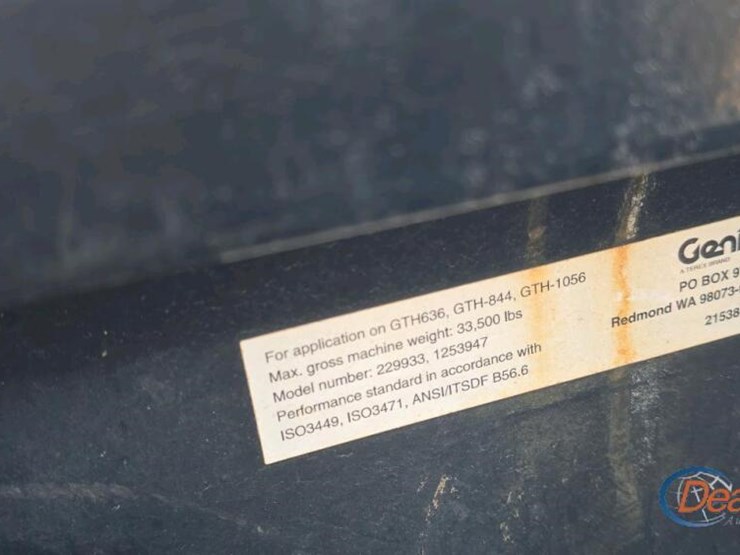 For application on GTH636, GTH-844, GTH-1056
Max. gross machine weight: 33,500 lbs
Model number: 229933, 1253947
Performance standard in accordance with
ISO3449, ISO3471, ANSI/ITSDF B56.6
Geni
A TEREX BRAND
PO BOX 9
Redmond WA 98073-
21538
Dea